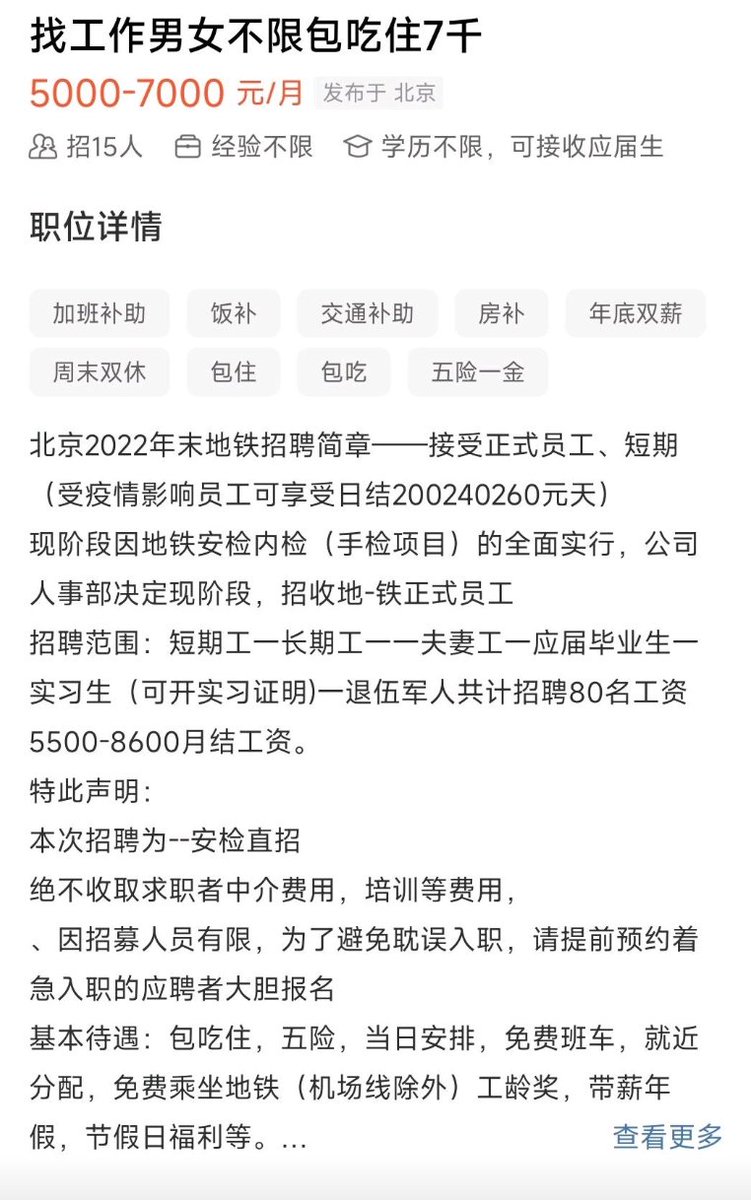 找工作男女不限包吃住7千
5000-7000 元/月 发布于 北京
招15人 经验不限 学历不限，可接收应届生
职位详情
加班补助 饭补 交通补助 房补 年底双薪
周末双休 包住 包吃 五险一金
北京2022年末地铁招聘简章——接受正式员工、短期
（受疫情影响员工可享受日结200240260元天）
现阶段因地铁安检内检（手检项目）的全面实行，公司
人事部决定现阶段，招收地-铁正式员工
招聘范围：短期工一长期工一一夫妻工一应届毕业生一
实习生（可开实习证明)一退伍军人共计招聘80名工资
5500-8600月结工资。
特此声明：
本次招聘为--安检直招
绝不收取求职者中介费用，培训等费用，
、因招募人员有限，为了避免耽误入职，请提前预约着
急入职的应聘者大胆报名
基本待遇：包吃住，五险，当日安排，免费班车，就近
分配，免费乘坐地铁（机场线除外）工龄奖，带薪年
假，节假日福利等。... 查看更多